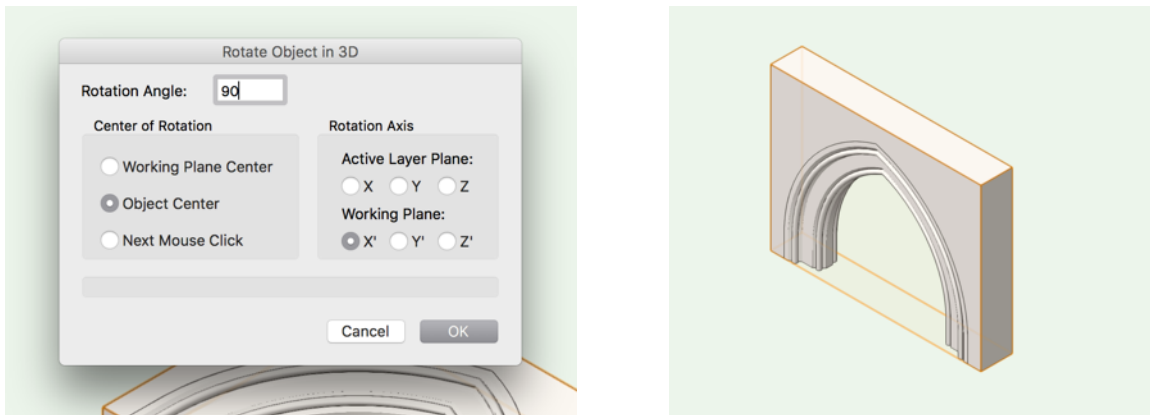 Rotate Object in 3D
Rotation Angle: 90
Center of Rotation
Working Plane Center
Object Center
Next Mouse Click
Rotation Axis
Active Layer Plane:
X Y Z
Working Plane:
X' Y' Z'
Cancel OK